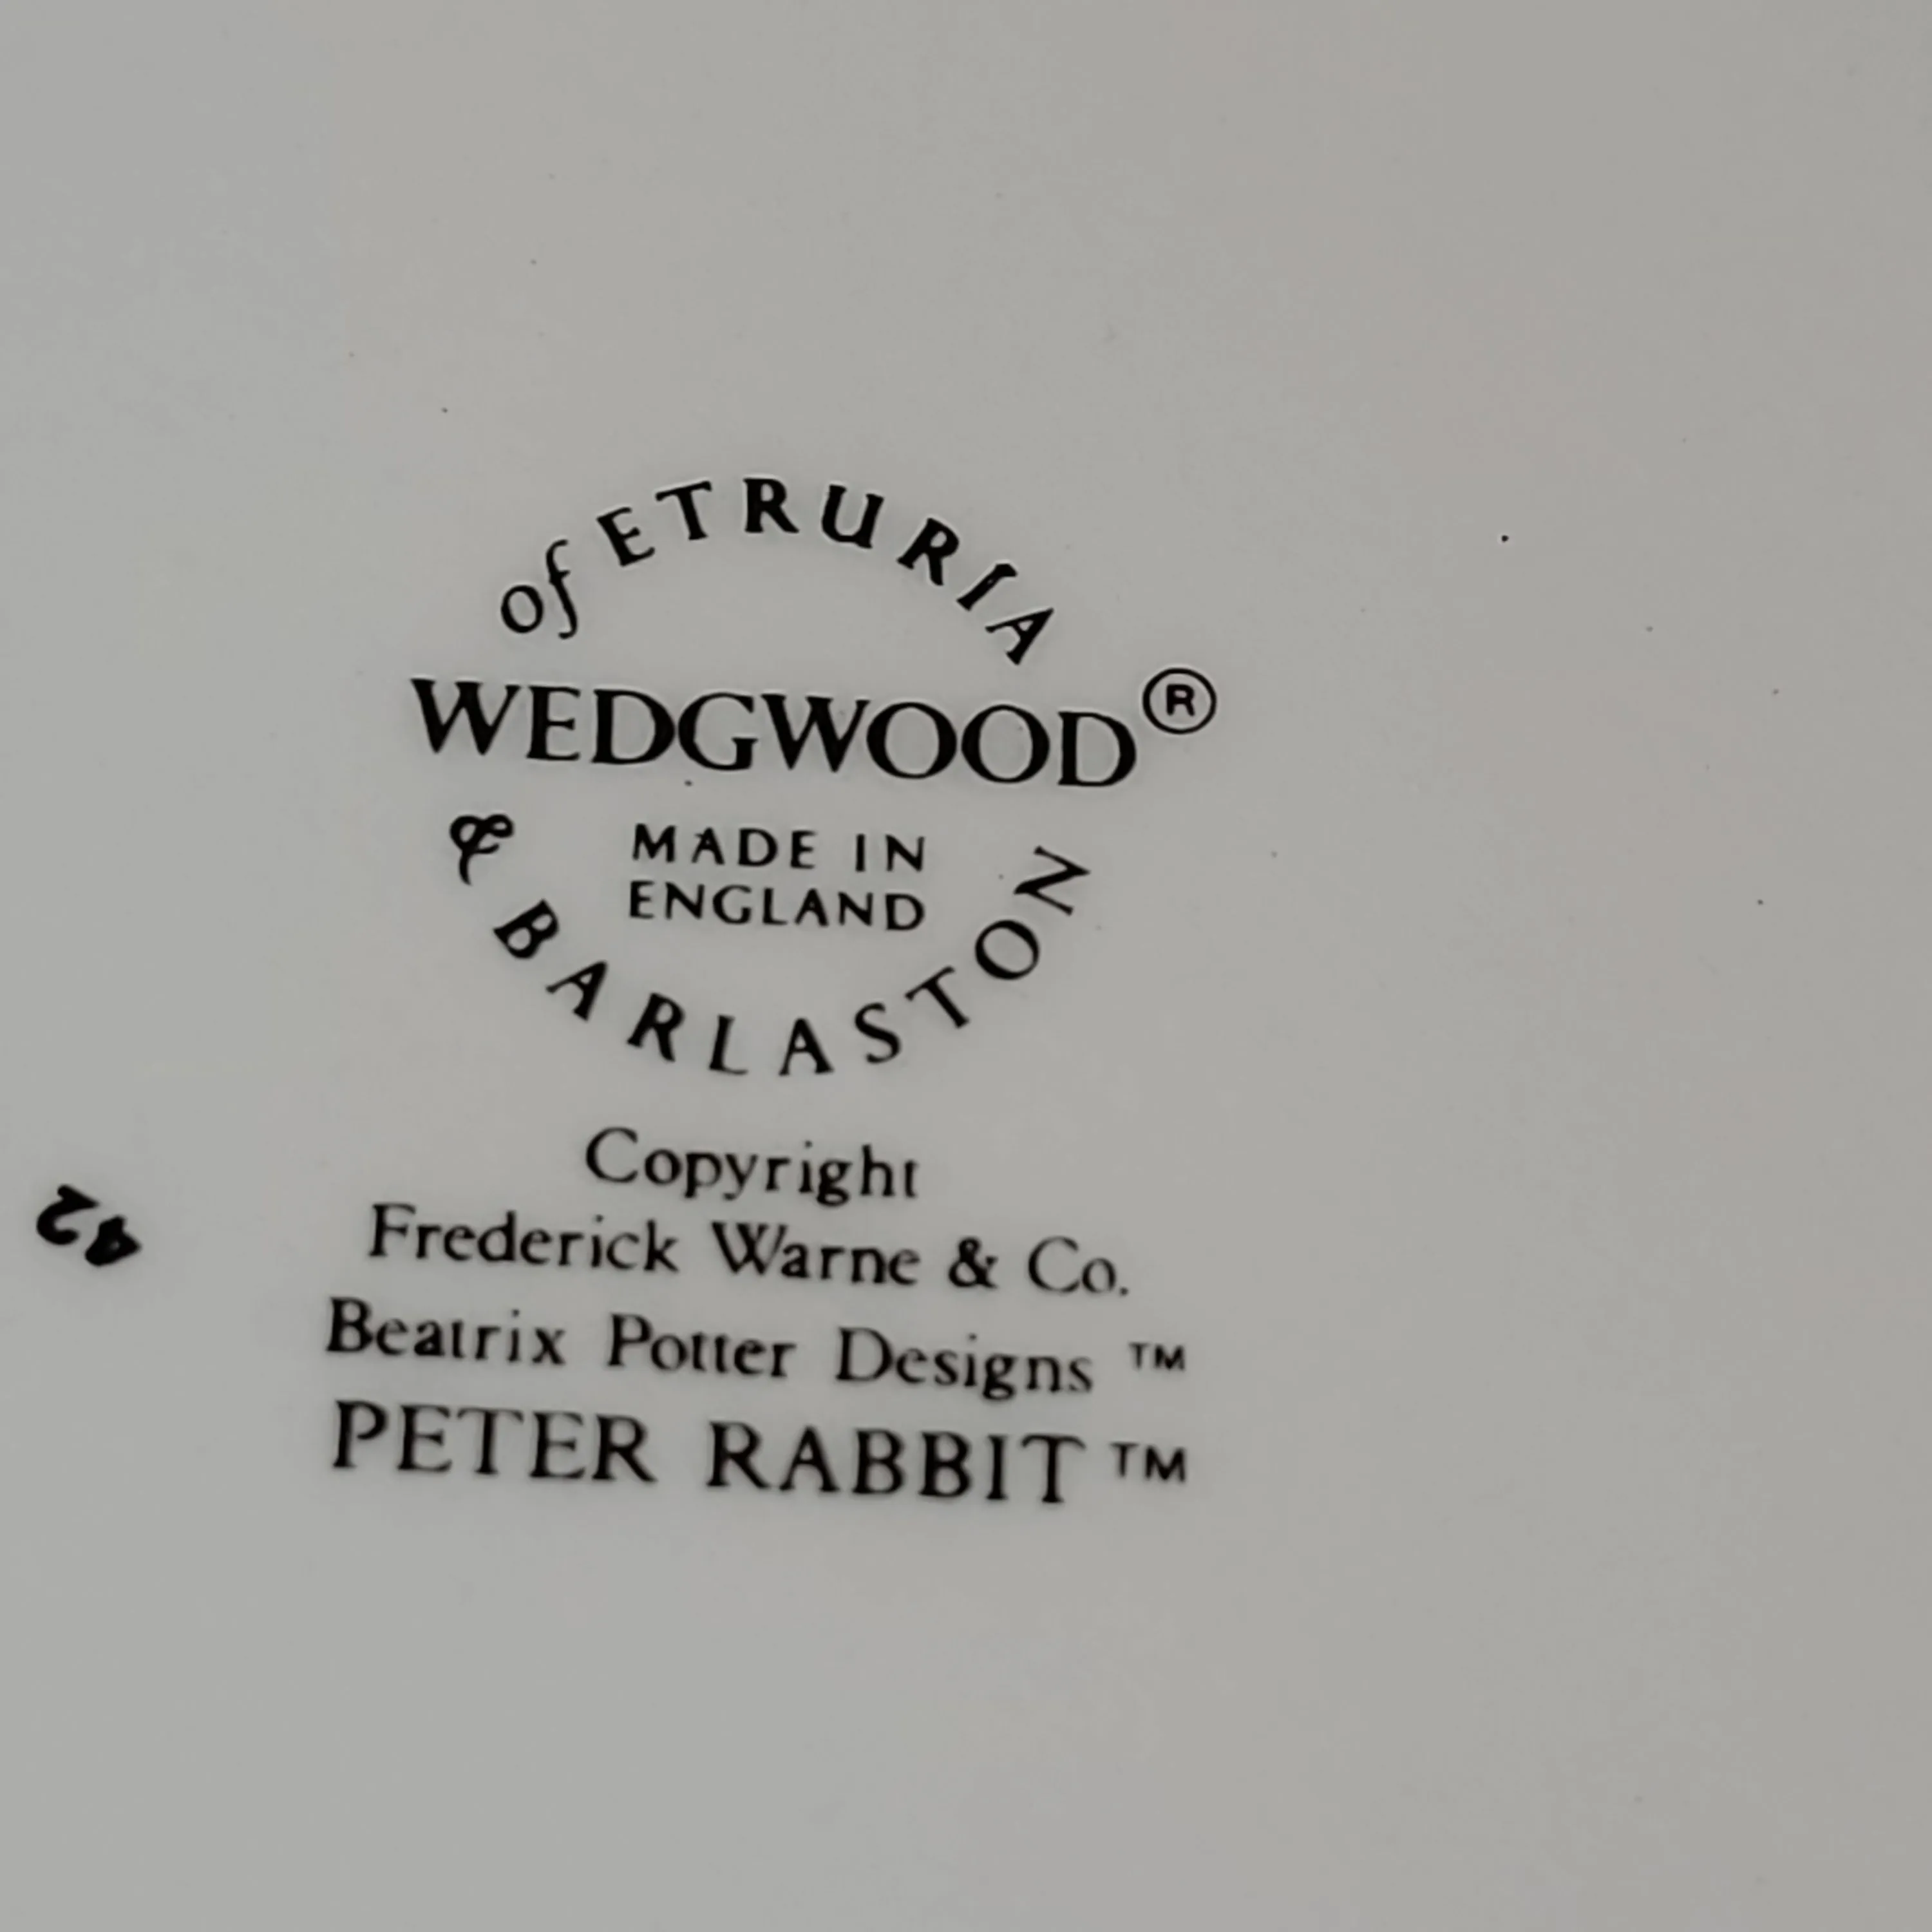 of ETRURIA
WEDGWOOD®
MADE IN
ENGLAND
& BARLASTON
Copyright
Frederick Warne & Co.
Beatrix Potter Designs ™
PETER RABBIT ™
42